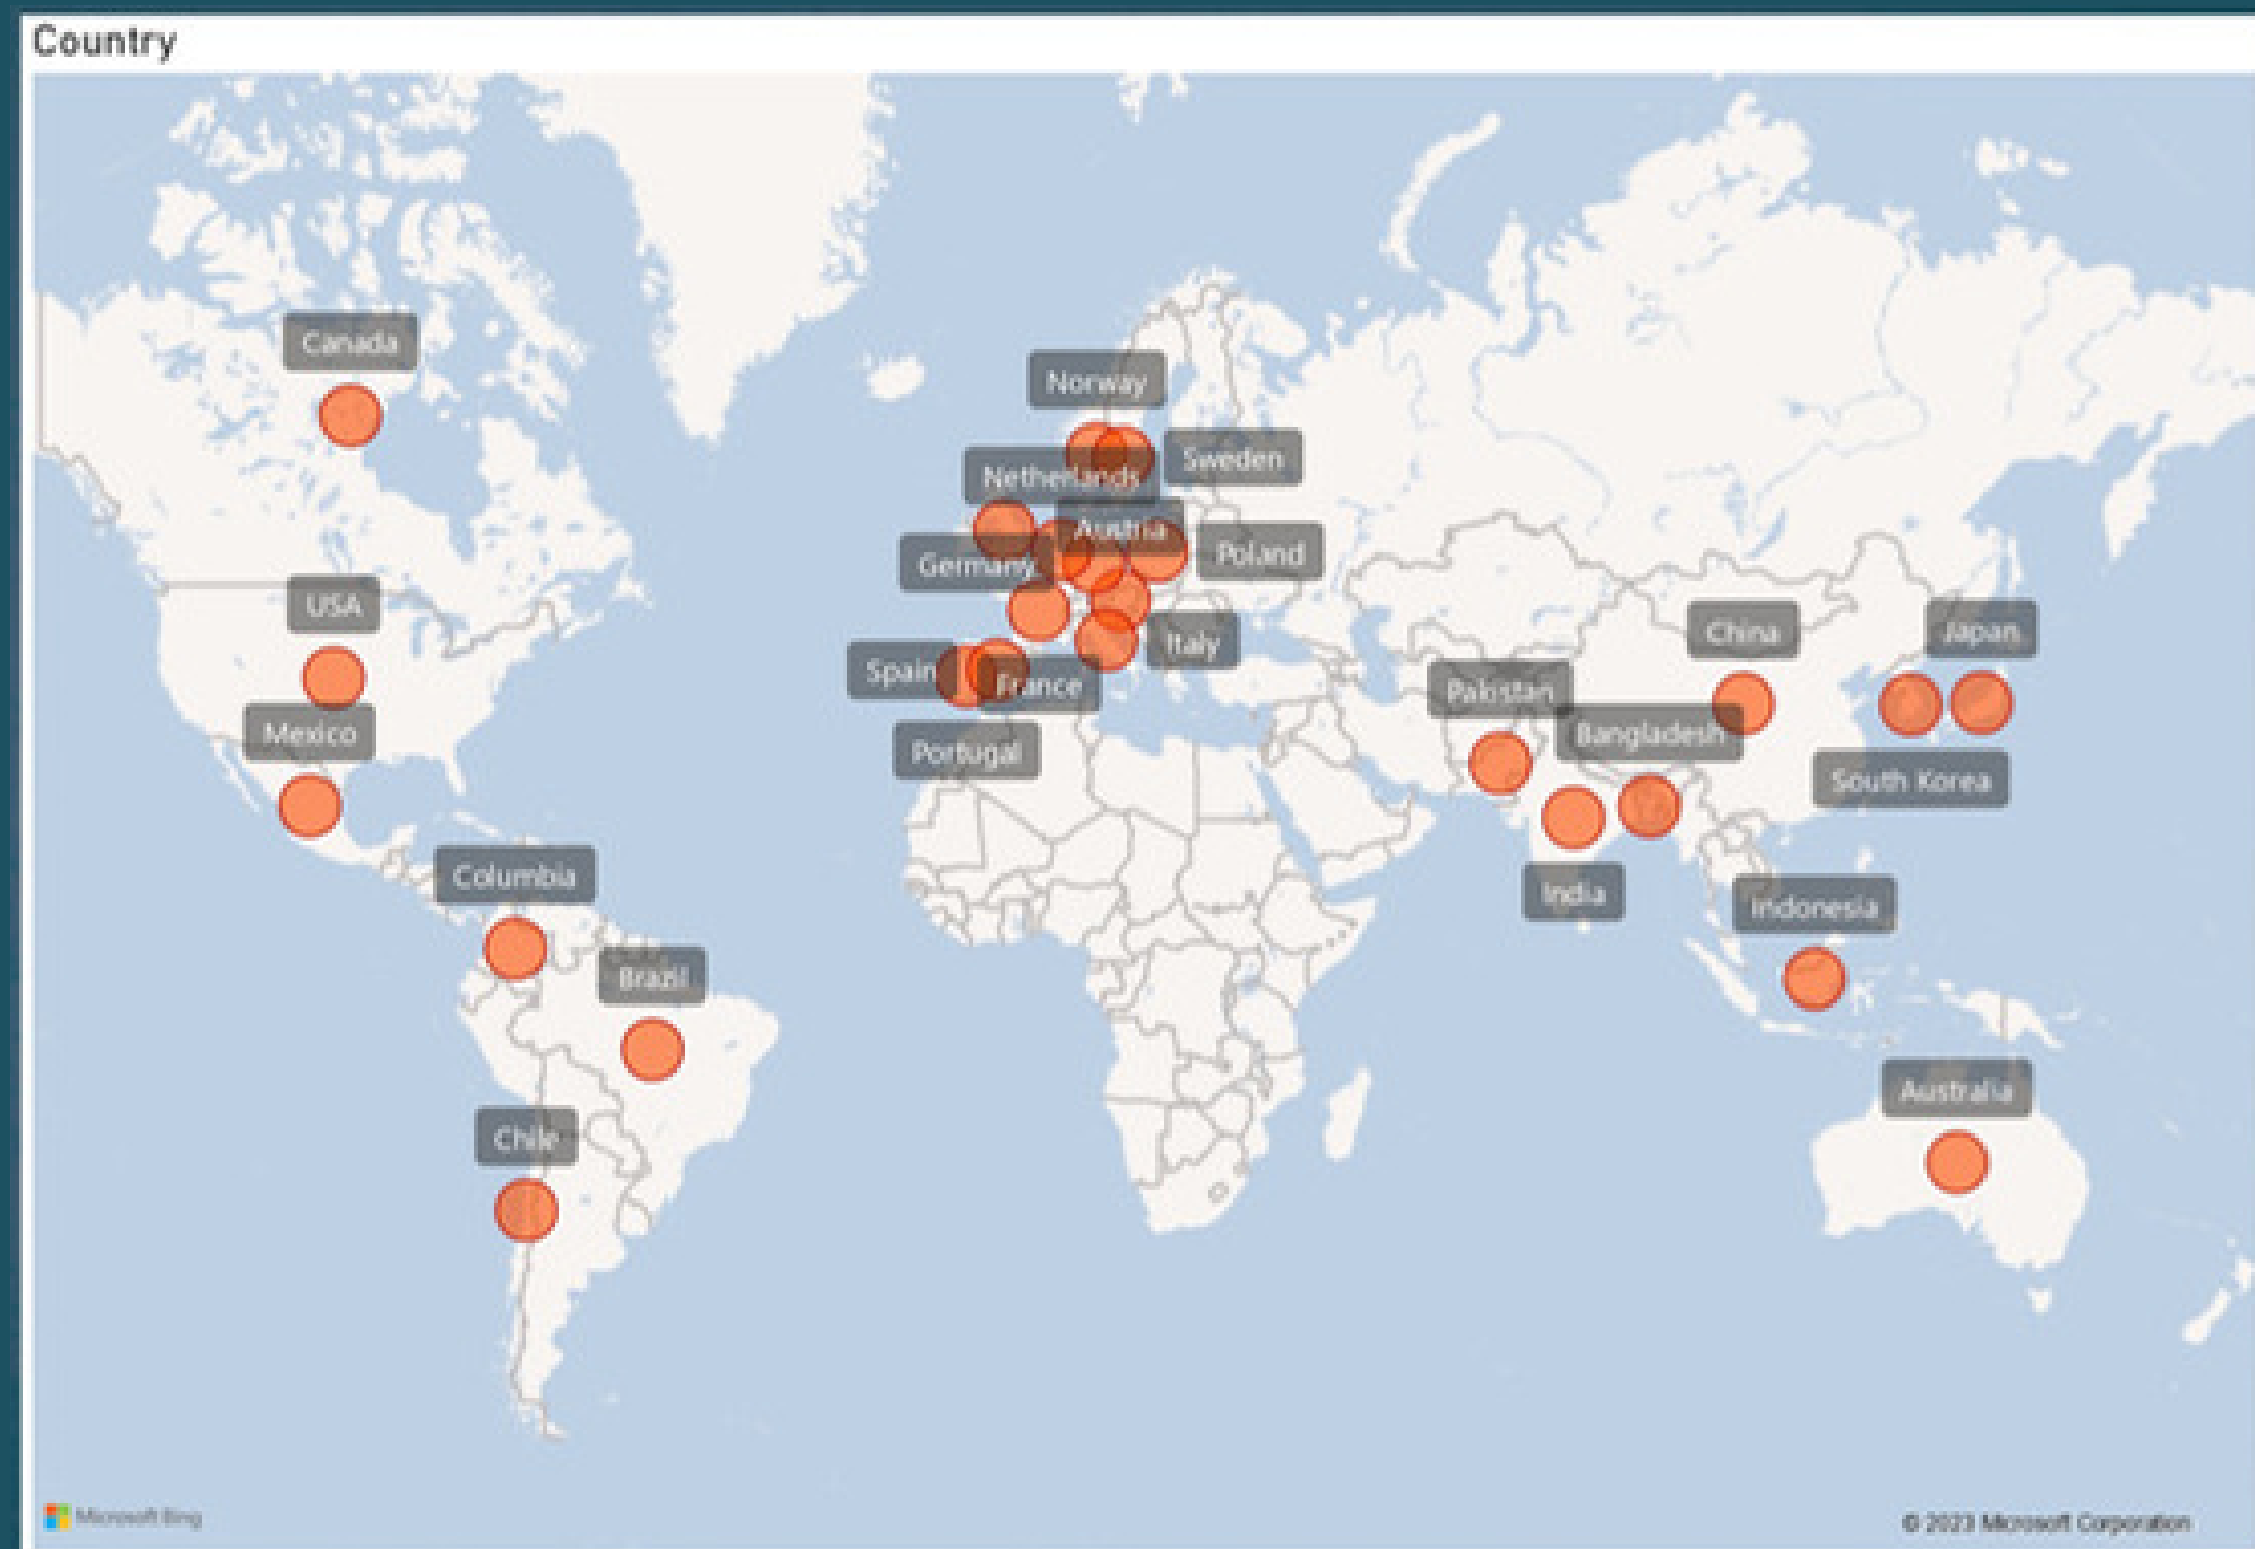 Country
Canada
Norway
Sweden
Netherlands
Austria
Poland
Germany
USA
China
Japan
Italy
Spain
France
Pakistan
Mexico
Bangladesh
Portugal
South Korea
Columbia
India
Indonesia
Brazil
Australia
Chile
Microsoft Bing
© 2023 Microsoft Corporation